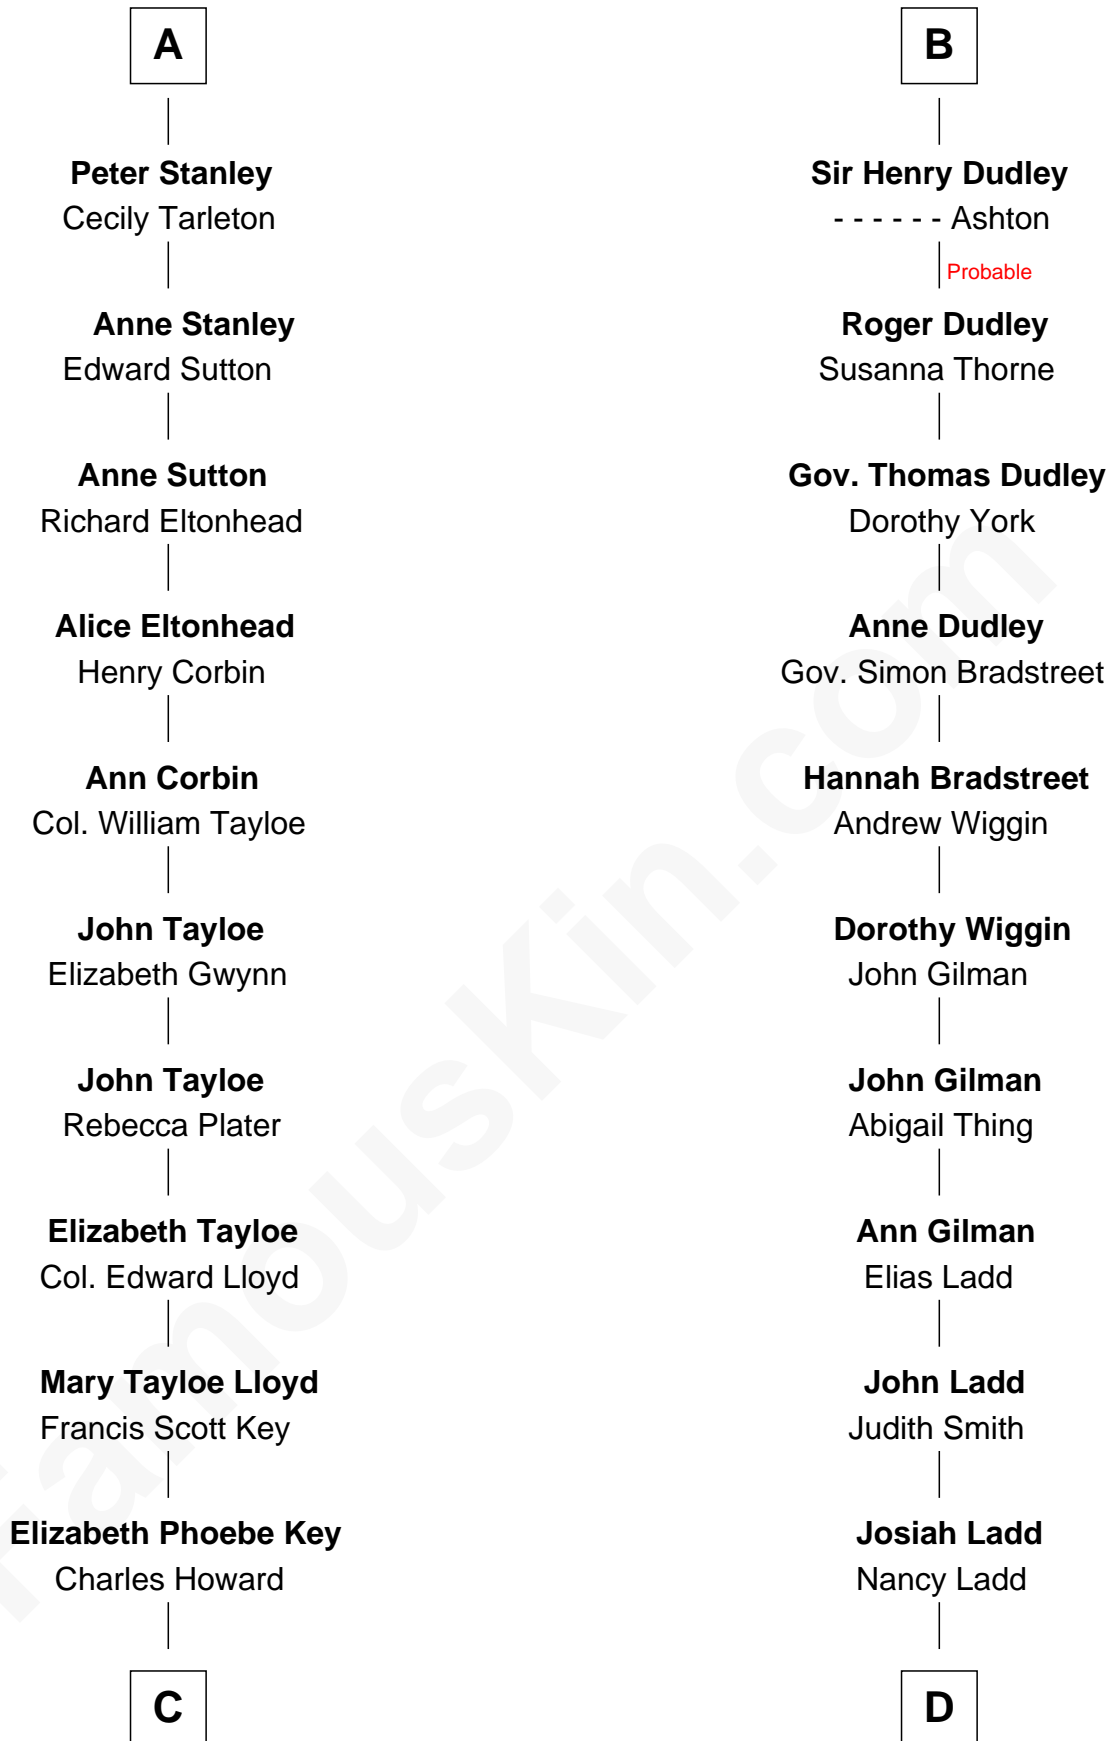 A
Peter Stanley
Cecily Tarleton
Anne Stanley
Edward Sutton
Anne Sutton
Richard Eltonhead
Alice Eltonhead
Henry Corbin
Ann Corbin
Col. William Tayloe
John Tayloe
Elizabeth Gwynn
John Tayloe
Rebecca Plater
Elizabeth Tayloe
Col. Edward Lloyd
Mary Tayloe Lloyd
Francis Scott Key
Elizabeth Phoebe Key
Charles Howard
C
B
Sir Henry Dudley
- - - - - - Ashton
Probable
Roger Dudley
Susanna Thorne
Gov. Thomas Dudley
Dorothy York
Anne Dudley
Gov. Simon Bradstreet
Hannah Bradstreet
Andrew Wiggin
Dorothy Wiggin
John Gilman
John Gilman
Abigail Thing
Ann Gilman
Elias Ladd
John Ladd
Judith Smith
Josiah Ladd
Nancy Ladd
D
FamousKin.com